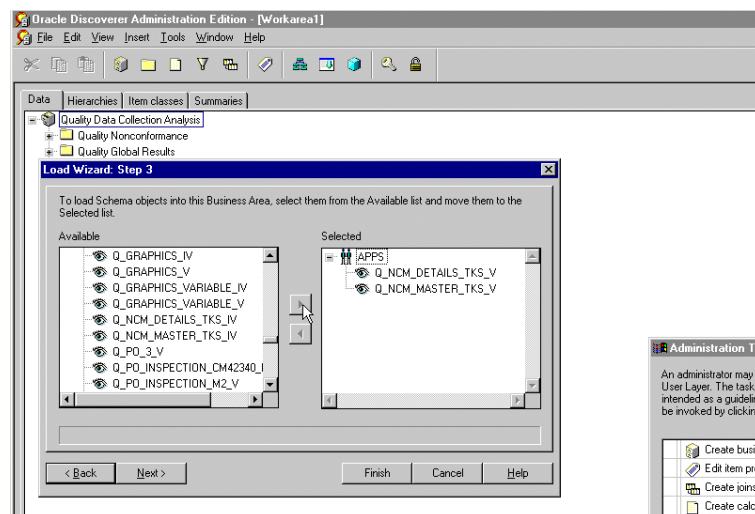 Oracle Discoverer Administration Edition - [Workarea1]
File Edit View Insert Tools Window Help
Data Hierarchies Item classes Summaries
Quality Data Collection Analysis
Quality Nonconformance
Quality Global Results
Load Wizard: Step 3
To load Schema objects into this Business Area, select them from the Available list and move them to the
Selected list.
Available
Q_GRAPHICS_IV
Q_GRAPHICS_V
Q_GRAPHICS_VARIABLE_IV
Q_GRAPHICS_VARIABLE_V
Q_NCM_DETAILS_TKS_IV
Q_NCM_MASTER_TKS_IV
Q_PO_3_V
Q_PO_INSPECTION_CM42340_
Q_PO_INSPECTION_M2_V
Selected
APPS
Q_NCM_DETAILS_TKS_V
Q_NCM_MASTER_TKS_V
< Back Next > Finish Cancel Help
Administration T
An administrator may
User Layer. The task
intended as a guideli
be invoked by clickin
Create busi
Edit item pr
Create joins
Create calc